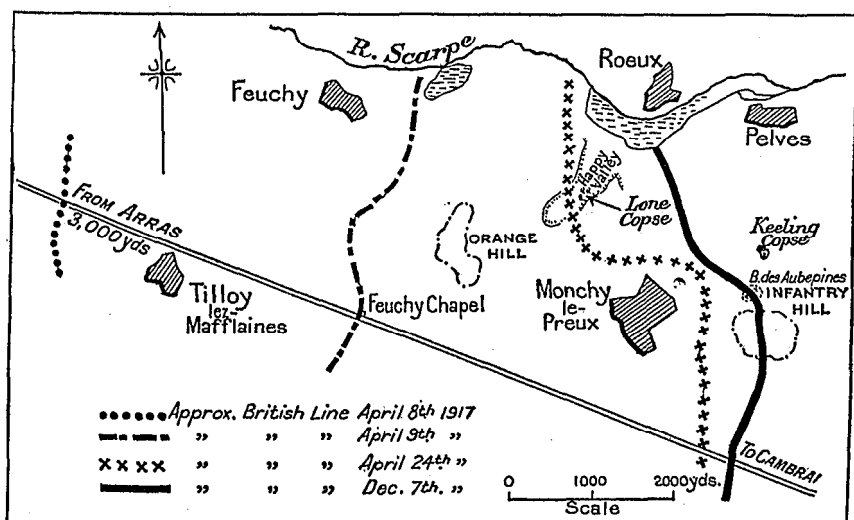 R. Scarpe
Roeux
Feuchy
Pelves
Happy
Valley
FROM ARRAS
3,000 yds
Lone
Copse
Keeling
Copse
ORANGE
HILL
B. des Aubepines
INFANTRY
HILL
Tilloy
lez-
Mafflaines
Feuchy Chapel
Monchy
le-
Preux
Approx. British Line April 8th 1917
„ „ „ April 9th „
„ „ „ April 24th „
„ „ „ Dec. 7th. „
TO CAMBRAI
0 1000 2000 yds.
Scale